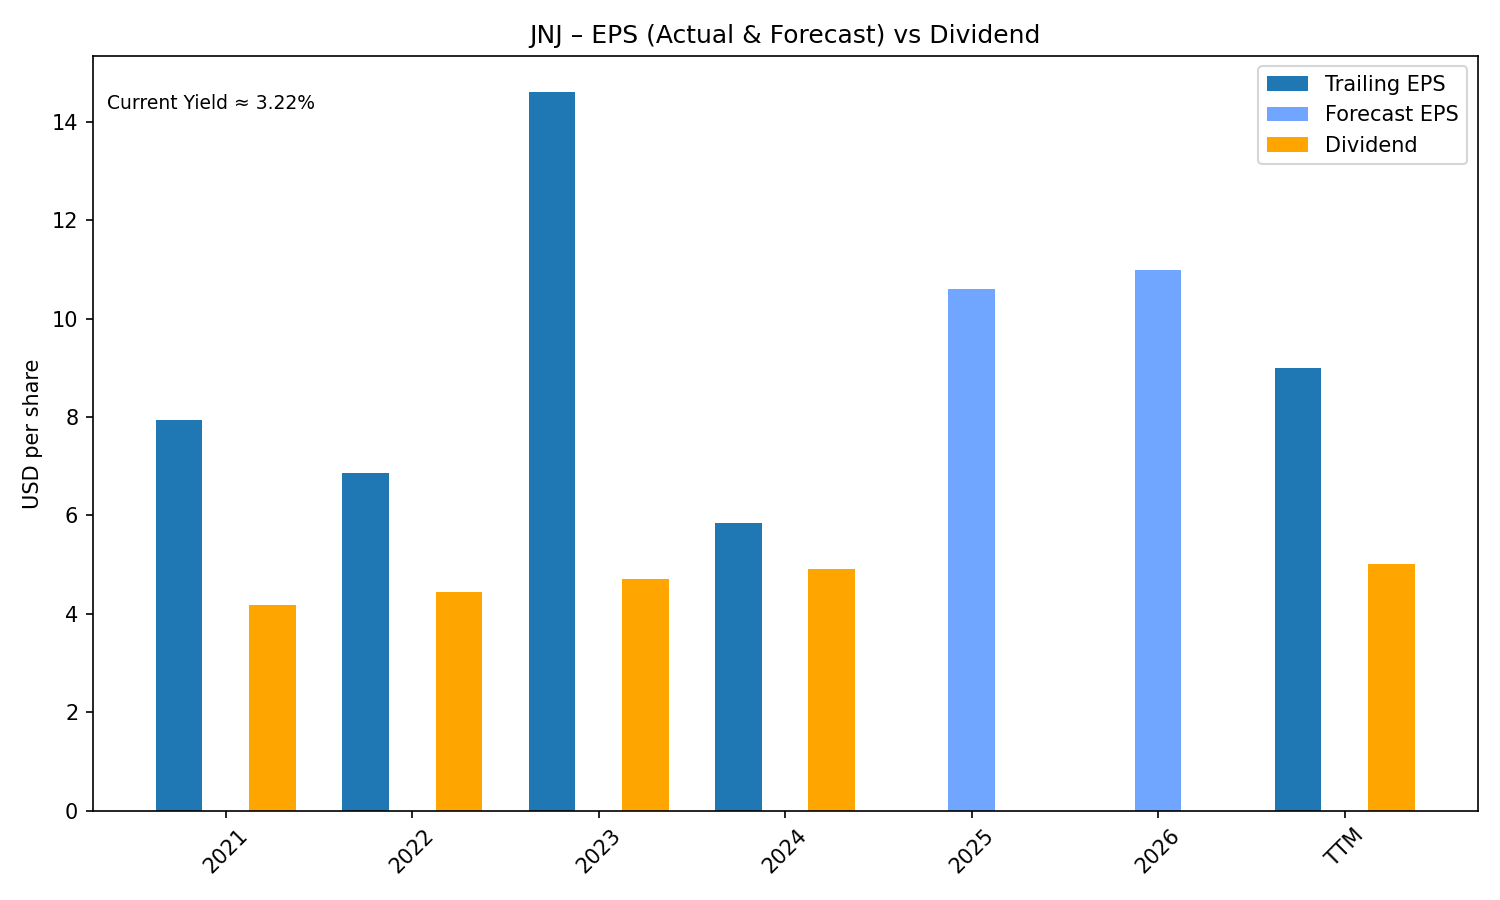 JNJ – EPS (Actual & Forecast) vs Dividend
Current Yield ≈ 3.22%
Trailing EPS
Forecast EPS
Dividend
USD per share
14
12
10
8
6
4
2
0
2021
2022
2023
2024
2025
2026
TTM